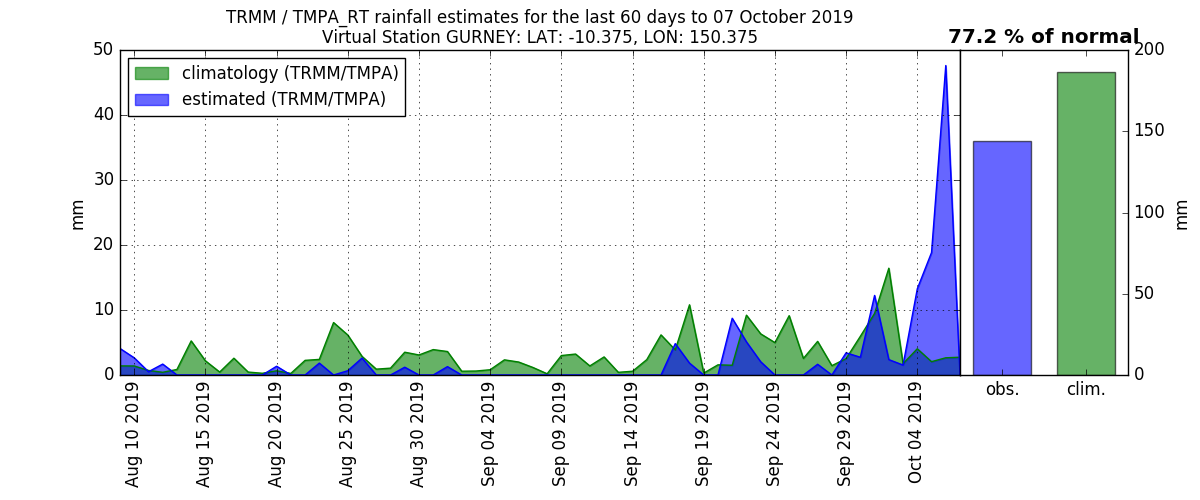 TRMM / TMPA_RT rainfall estimates for the last 60 days to 07 October 2019
Virtual Station GURNEY: LAT: -10.375, LON: 150.375
77.2 % of normal
climatology (TRMM/TMPA)
estimated (TRMM/TMPA)
50
40
30
20
10
0
mm
200
150
100
50
0
mm
Aug 10 2019
Aug 15 2019
Aug 20 2019
Aug 25 2019
Aug 30 2019
Sep 04 2019
Sep 09 2019
Sep 14 2019
Sep 19 2019
Sep 24 2019
Sep 29 2019
Oct 04 2019
obs.
clim.